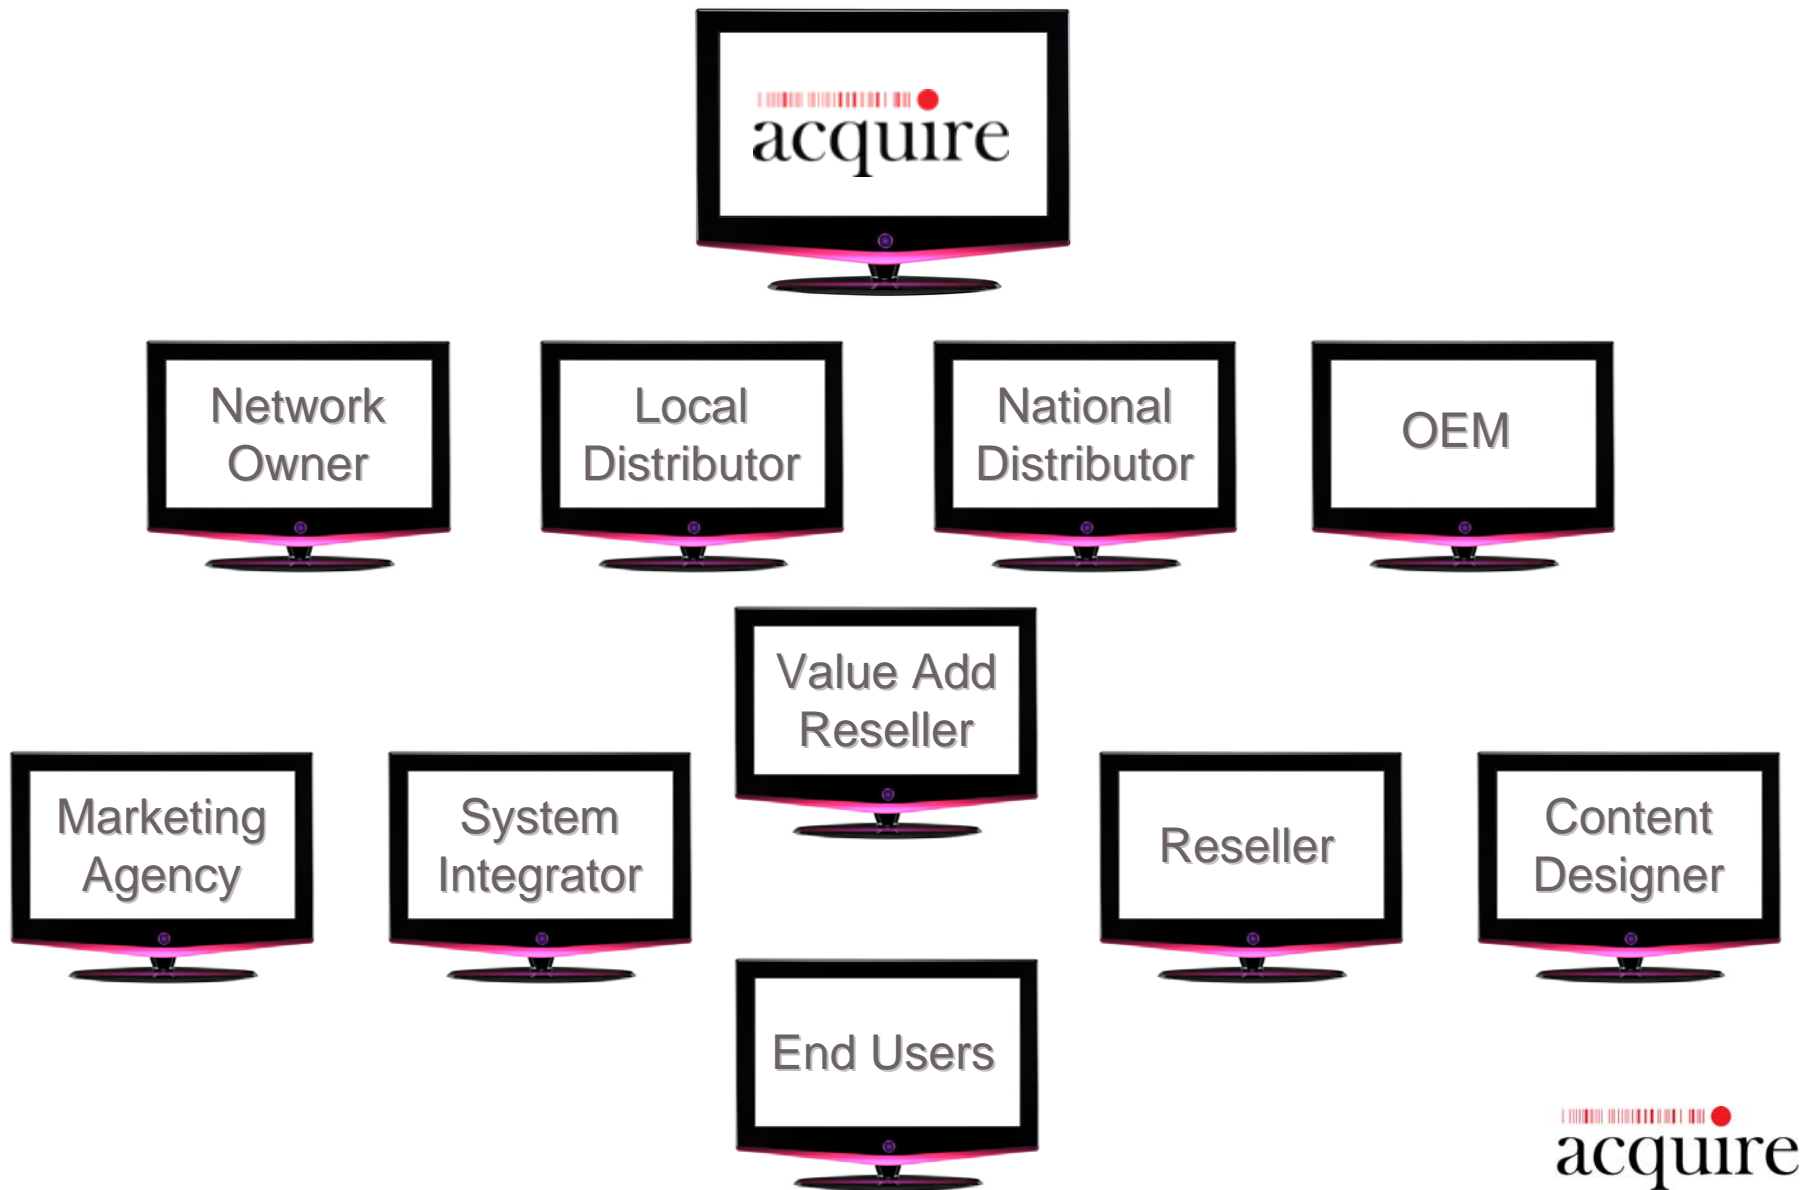 acquire
Network
Owner
Local
Distributor
National
Distributor
OEM
Value Add
Reseller
Marketing
Agency
System
Integrator
Reseller
Content
Designer
End Users
acquire